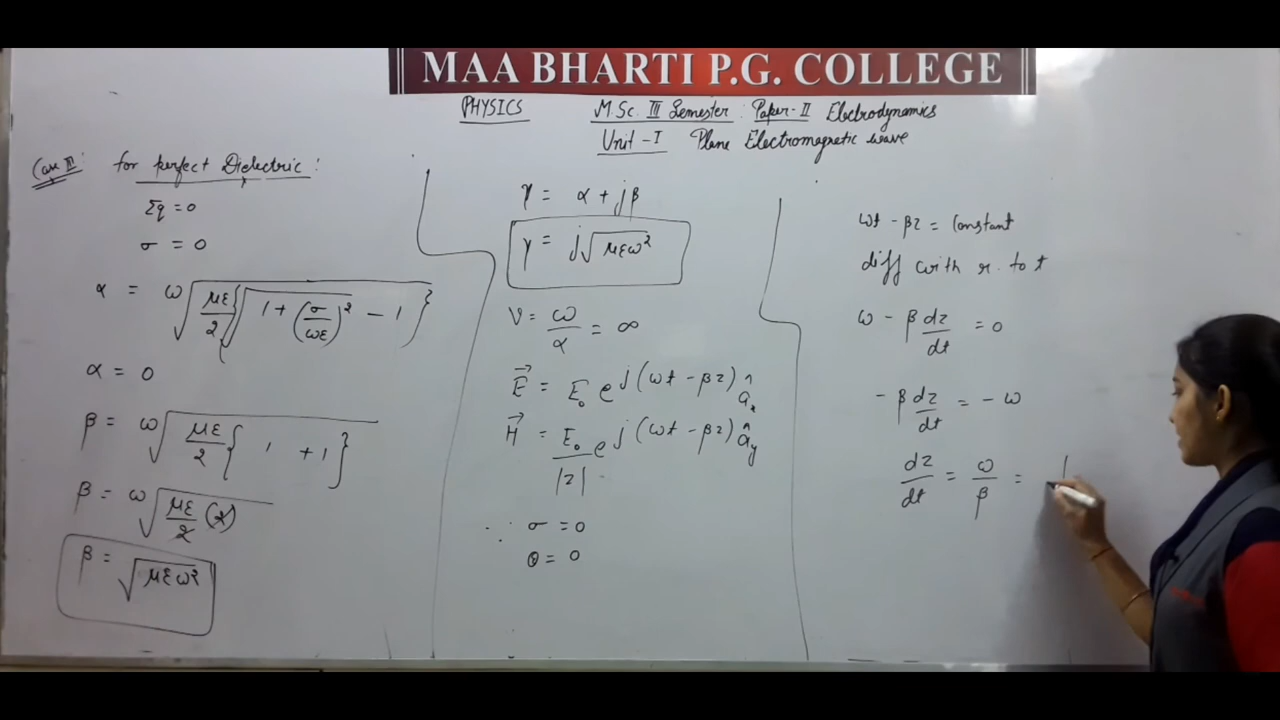 MAA BHARTI P.G. COLLEGE
PHYSICS M.Sc. III Semester : Paper-II Electrodynamics
Unit-I Plane Electromagnetic wave
Case III: for perfect Dielectric :
Σq = 0
σ = 0
α = ω√(με/2 {√(1 + (σ/ωε)²) - 1})
α = 0
β = ω√(με/2 {1 + 1})
β = ω√(με/2 (2))
β = √(μεω²)
γ = α + jβ
γ = j√(μεω²)
v = ω/α = ∞
E⃗ = E₀ e^j(ωt - βz) âₓ
H⃗ = E₀/|z| e^j(ωt - βz) â_y
∵ σ = 0
θ = 0
ωt - βz = Constant
diff with r. to t
ω - β dz/dt = 0
- β dz/dt = - ω
dz/dt = ω/β = 1